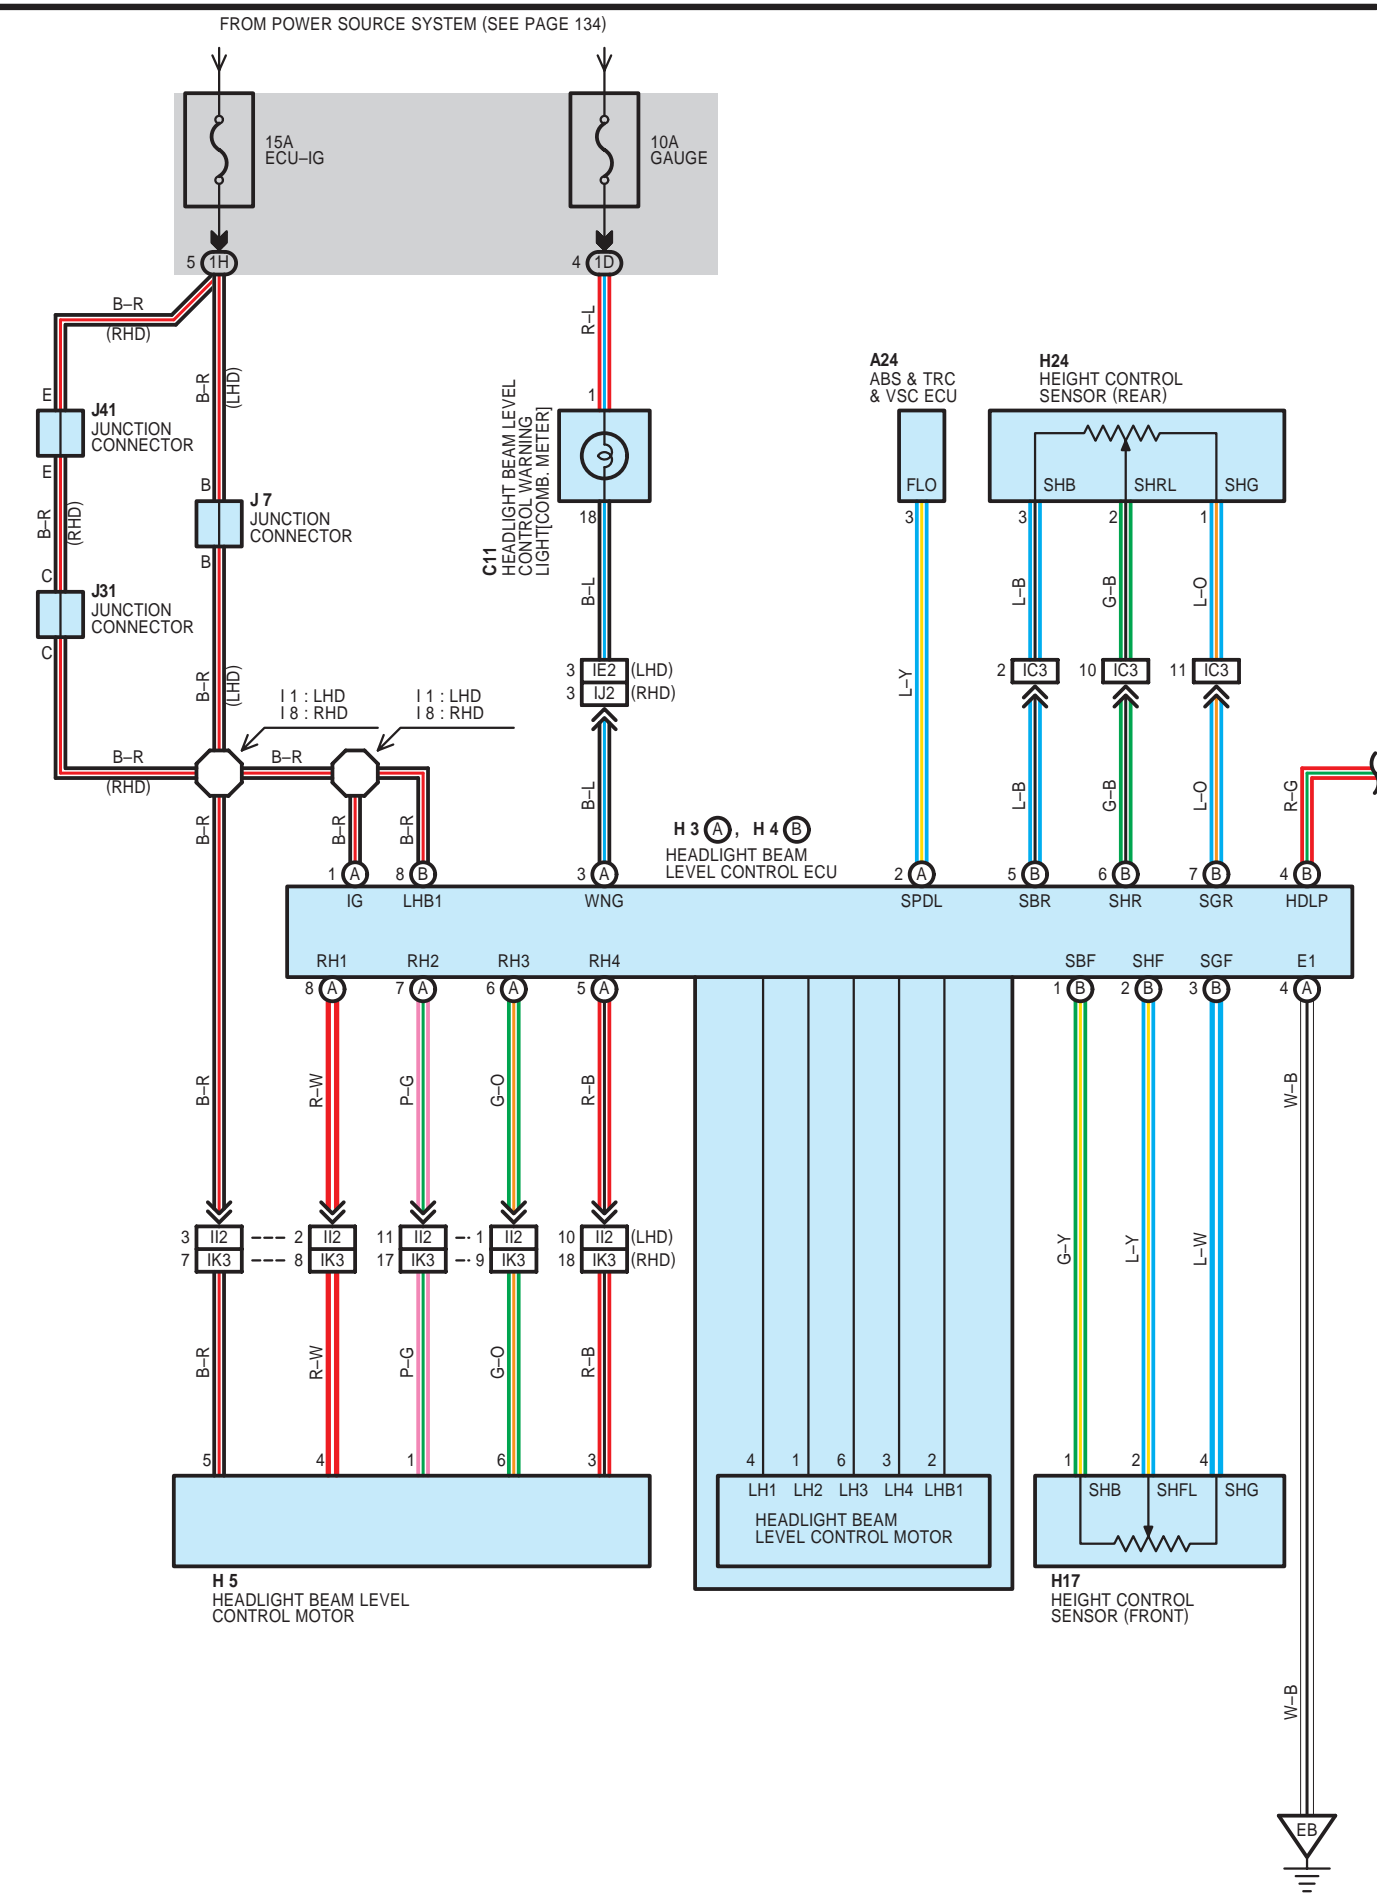 FROM POWER SOURCE SYSTEM (SEE PAGE 134)
15A
ECU–IG
10A
GAUGE
5 1H
4 1D
B–R
(RHD)
B–R
(LHD)
R–L
E
J41
JUNCTION
CONNECTOR
E
B–R
(RHD)
C
J31
JUNCTION
CONNECTOR
C
B
J 7
JUNCTION
CONNECTOR
B
B–R
(LHD)
C11
HEADLIGHT BEAM LEVEL
CONTROL WARNING
LIGHT[COMB. METER]
1
18
B–L
3 IE2 (LHD)
3 IJ2 (RHD)
B–L
A24
ABS & TRC
& VSC ECU
FLO
3
L–Y
H24
HEIGHT CONTROL
SENSOR (REAR)
SHB SHRL SHG
3 2 1
L–B G–B L–O
2 IC3 10 IC3 11 IC3
L–B G–B L–O
R–G
I 1 : LHD
I 8 : RHD
I 1 : LHD
I 8 : RHD
B–R
(RHD)
B–R
B–R
B–R
B–R
H 3 A , H 4 B
HEADLIGHT BEAM
LEVEL CONTROL ECU
1 A 8 B 3 A 2 A 5 B 6 B 7 B 4 B
IG LHB1 WNG SPDL SBR SHR SGR HDLP
RH1 RH2 RH3 RH4 SBF SHF SGF E1
8 A 7 A 6 A 5 A 1 B 2 B 3 B 4 A
B–R R–W P–G G–O R–B W–B
3 II2 2 II2 11 II2 1 II2 10 II2 (LHD)
7 IK3 8 IK3 17 IK3 9 IK3 18 IK3 (RHD)
G–Y L–Y L–W
B–R R–W P–G G–O R–B
5 4 1 6 3
4 1 6 3 2
LH1 LH2 LH3 LH4 LHB1
HEADLIGHT BEAM
LEVEL CONTROL MOTOR
1 2 4
SHB SHFL SHG
H 5
HEADLIGHT BEAM LEVEL
CONTROL MOTOR
H17
HEIGHT CONTROL
SENSOR (FRONT)
W–B
EB